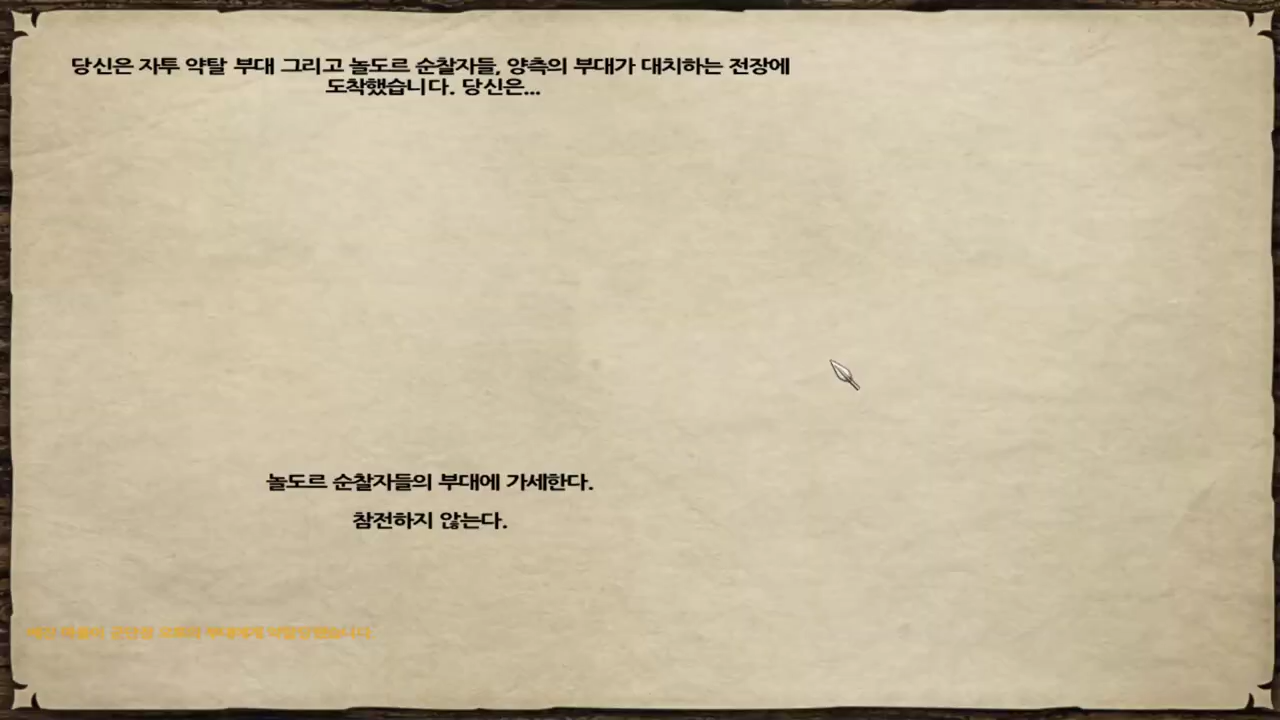 당신은 자투 약탈 부대 그리고 놀도르 순찰자들, 양측의 부대가 대치하는 전장에
도착했습니다. 당신은...
놀도르 순찰자들의 부대에 가세한다.
참전하지 않는다.